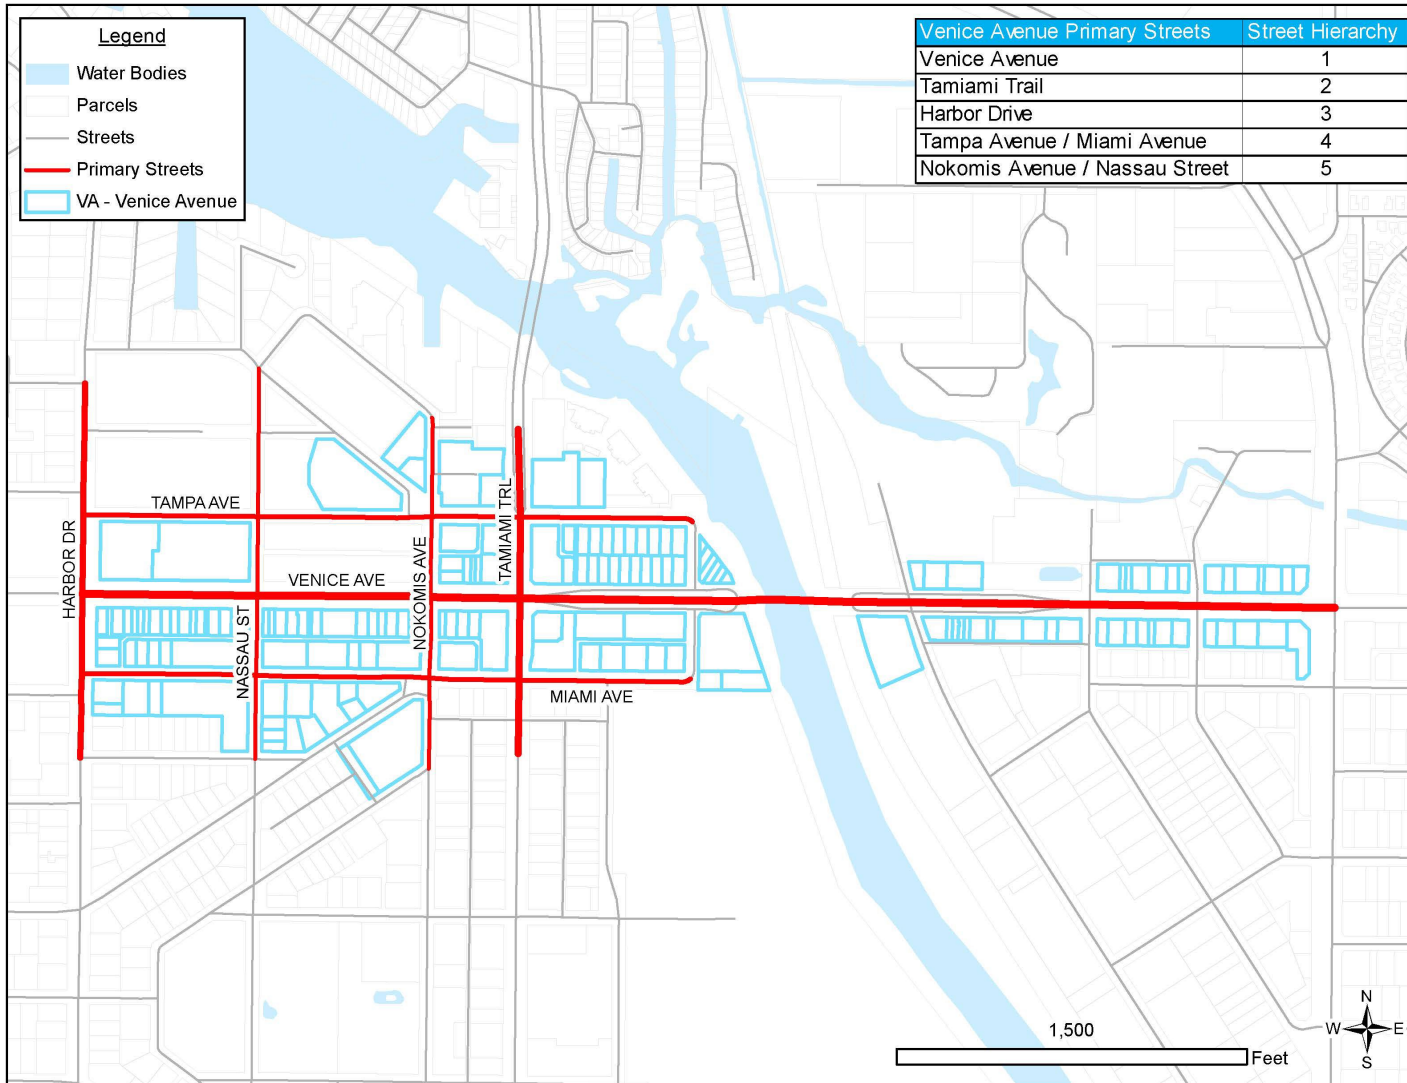 Legend
Water Bodies
Parcels
Streets
Primary Streets
VA - Venice Avenue
Venice Avenue Primary Streets Street Hierarchy
Venice Avenue 1
Tamiami Trail 2
Harbor Drive 3
Tampa Avenue / Miami Avenue 4
Nokomis Avenue / Nassau Street 5
TAMPA AVE
HARBOR DR
VENICE AVE
NASSAU ST
NOKOMIS AVE
TAMIAMI TRL
MIAMI AVE
1,500
Feet
N
W E
S